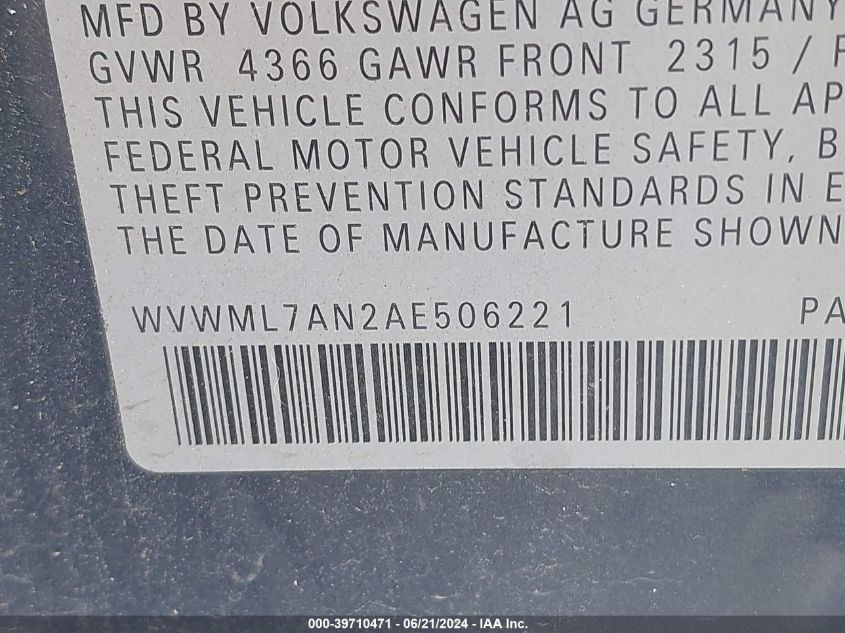 MFD BY VOLKSWAGEN AG GERMANY
GVWR 4366 GAWR FRONT 2315 /
THIS VEHICLE CONFORMS TO ALL AP
FEDERAL MOTOR VEHICLE SAFETY, B
THEFT PREVENTION STANDARDS IN E
THE DATE OF MANUFACTURE SHOWN
WVWML7AN2AE506221 PA
000-39710471 - 06/21/2024 - IAA Inc.